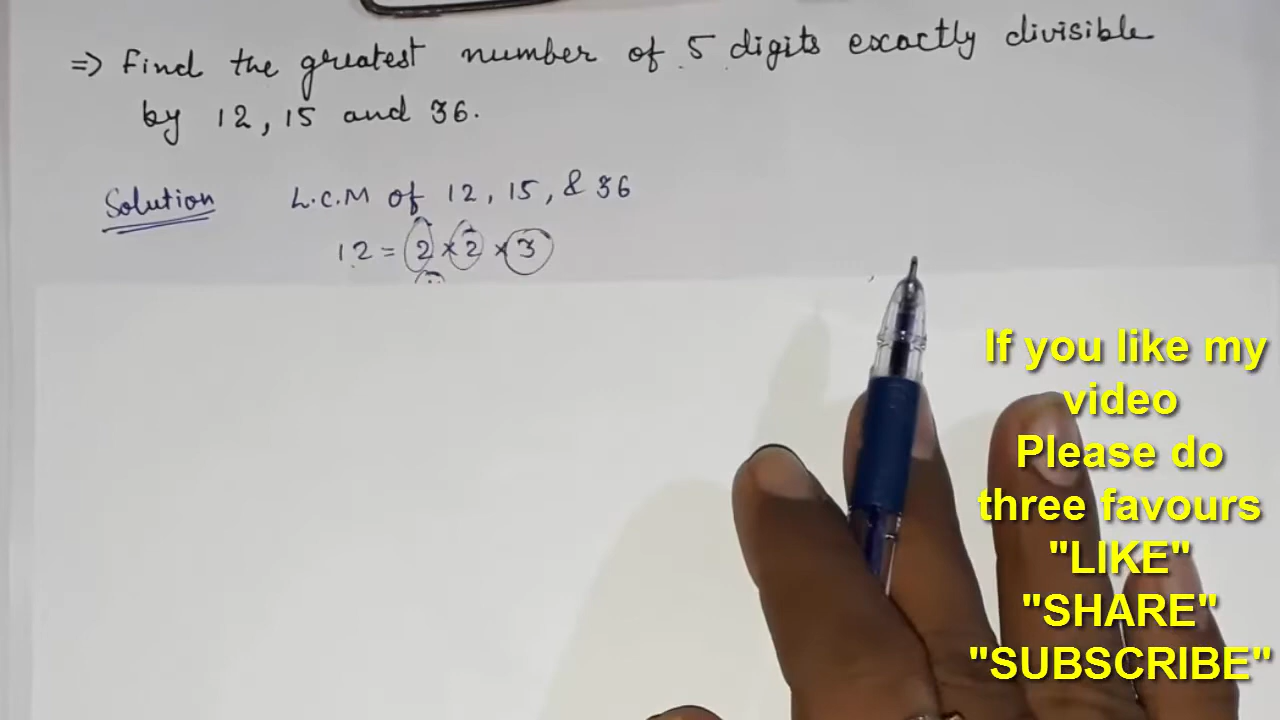 => Find the greatest number of 5 digits exactly divisible
by 12, 15 and 36.
Solution L.C.M of 12, 15, & 36
12 = 2 × 2 × 3
If you like my
video
Please do
three favours
"LIKE"
"SHARE"
"SUBSCRIBE"